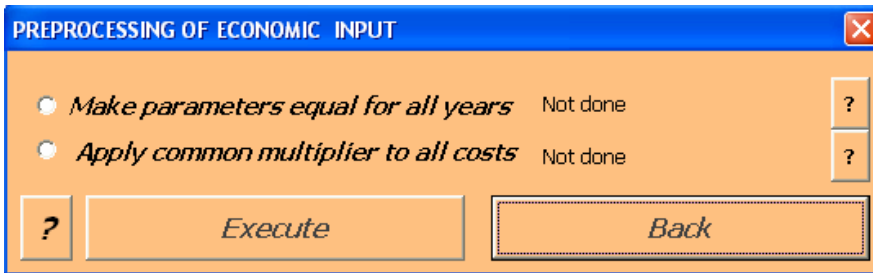 PREPROCESSING OF ECONOMIC INPUT
Make parameters equal for all years Not done ?
Apply common multiplier to all costs Not done ?
? Execute Back